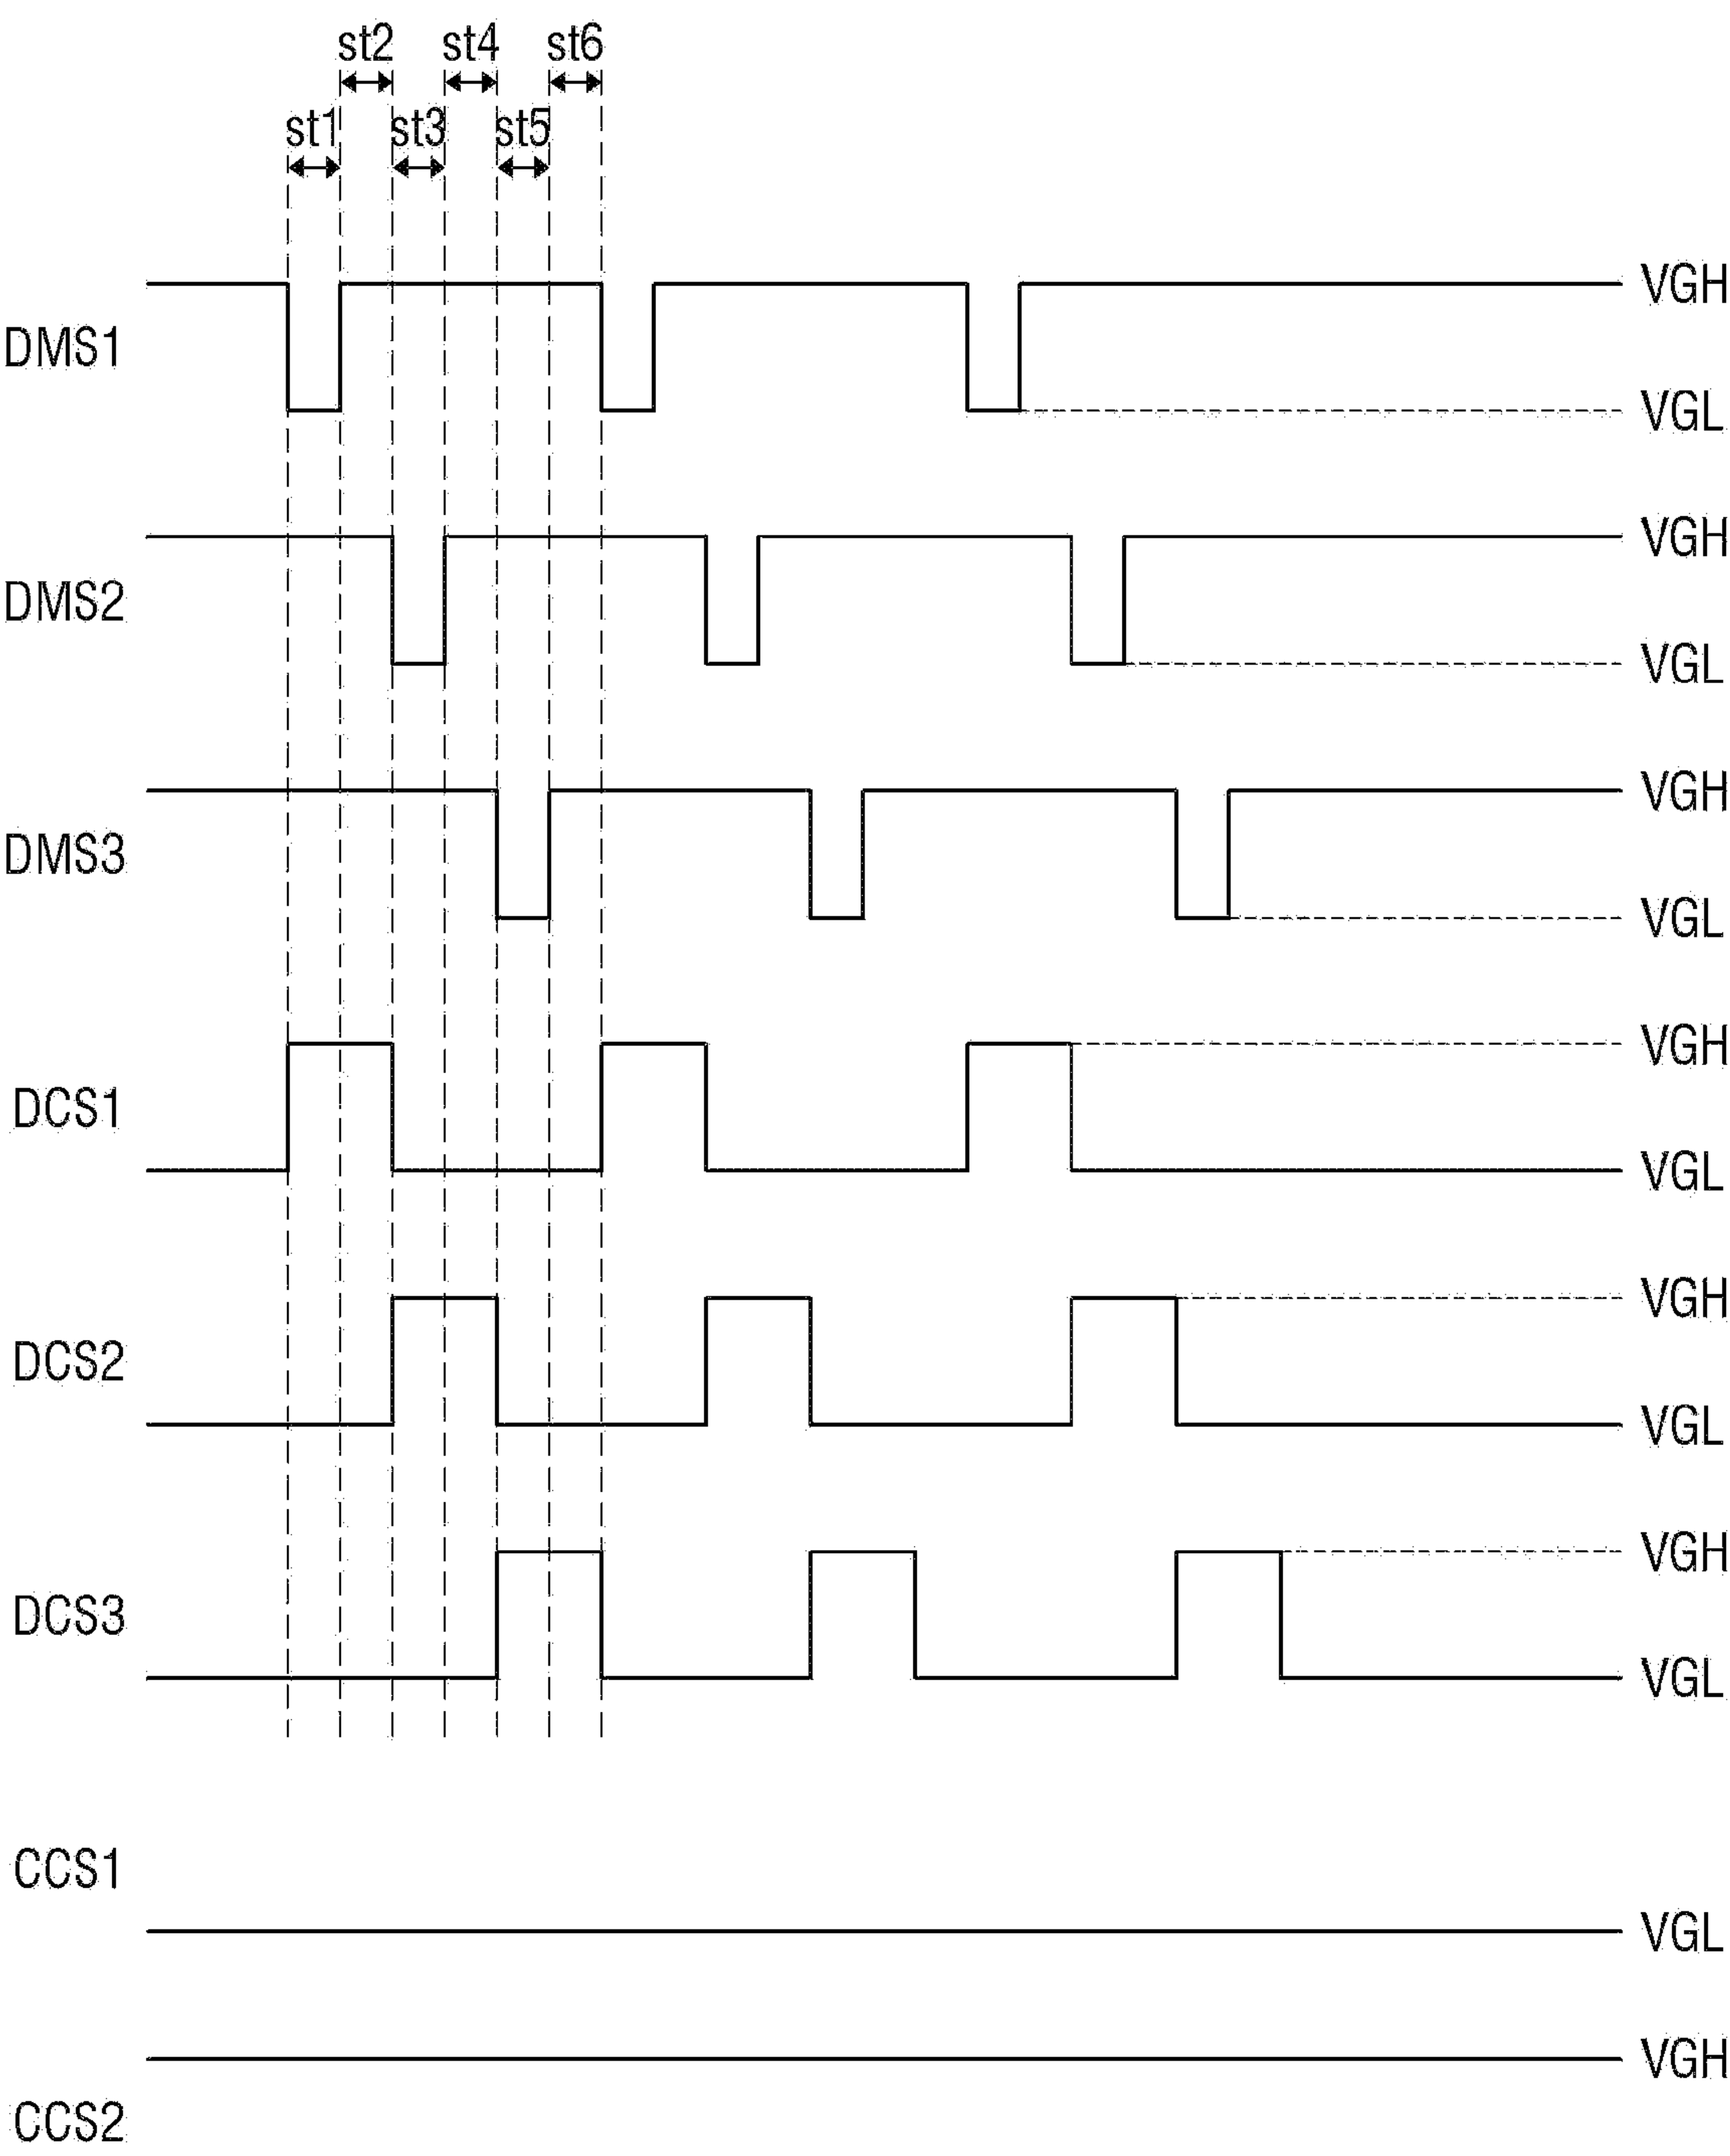 st2 st4 st6
st1 st3 st5
VGH
DMS1
VGL
VGH
DMS2
VGL
VGH
DMS3
VGL
VGH
DCS1
VGL
VGH
DCS2
VGL
VGH
DCS3
VGL
CCS1
VGL
VGH
CCS2